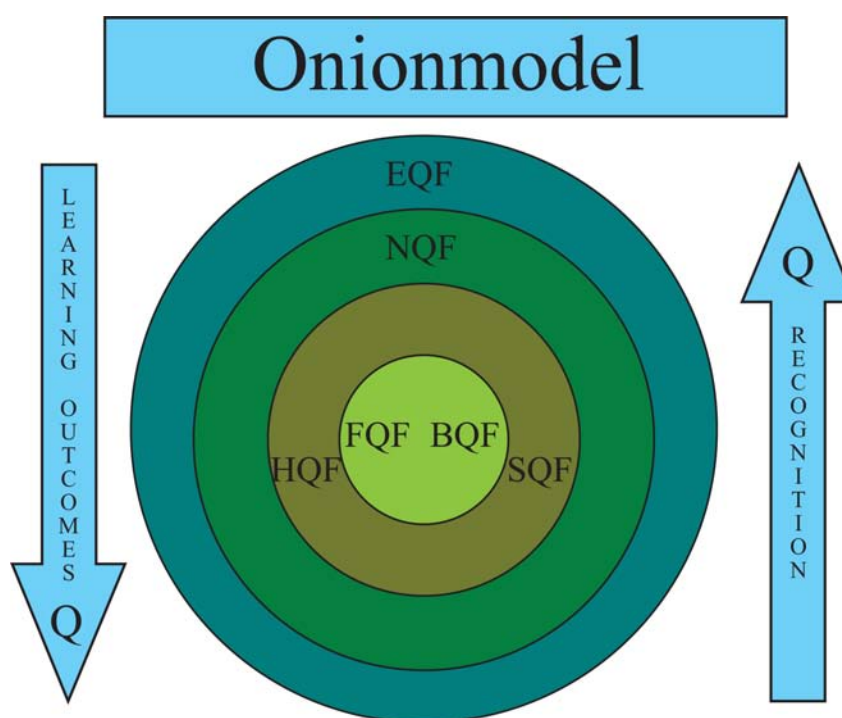 Onionmodel
EQF
NQF
FQF BQF
HQF SQF
LEARNING OUTCOMES Q
Q RECOGNITION